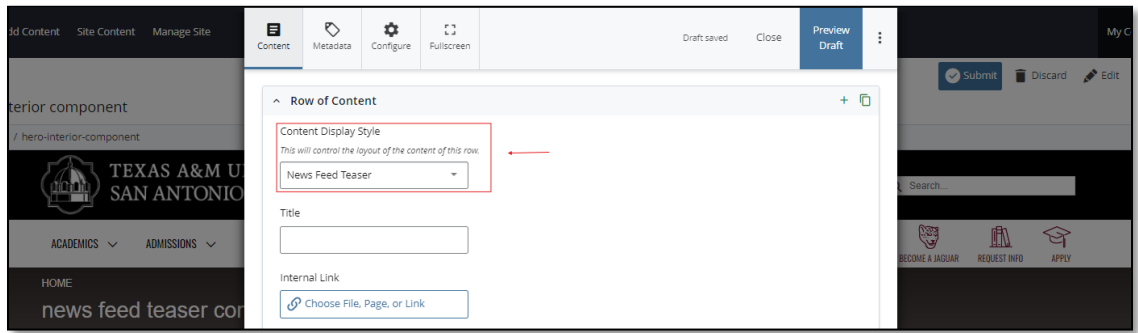 dd Content Site Content Manage Site
Content Metadata Configure Fullscreen Draft saved Close Preview Draft
My C
Submit Discard Edit
terior component
/ hero-interior-component
Row of Content
Content Display Style
This will control the layout of the content of this row.
News Feed Teaser
TEXAS A&M U
SAN ANTONIO
Search...
Title
ACADEMICS ADMISSIONS
BECOME A JAGUAR REQUEST INFO APPLY
Internal Link
Choose File, Page, or Link
HOME
news feed teaser cor